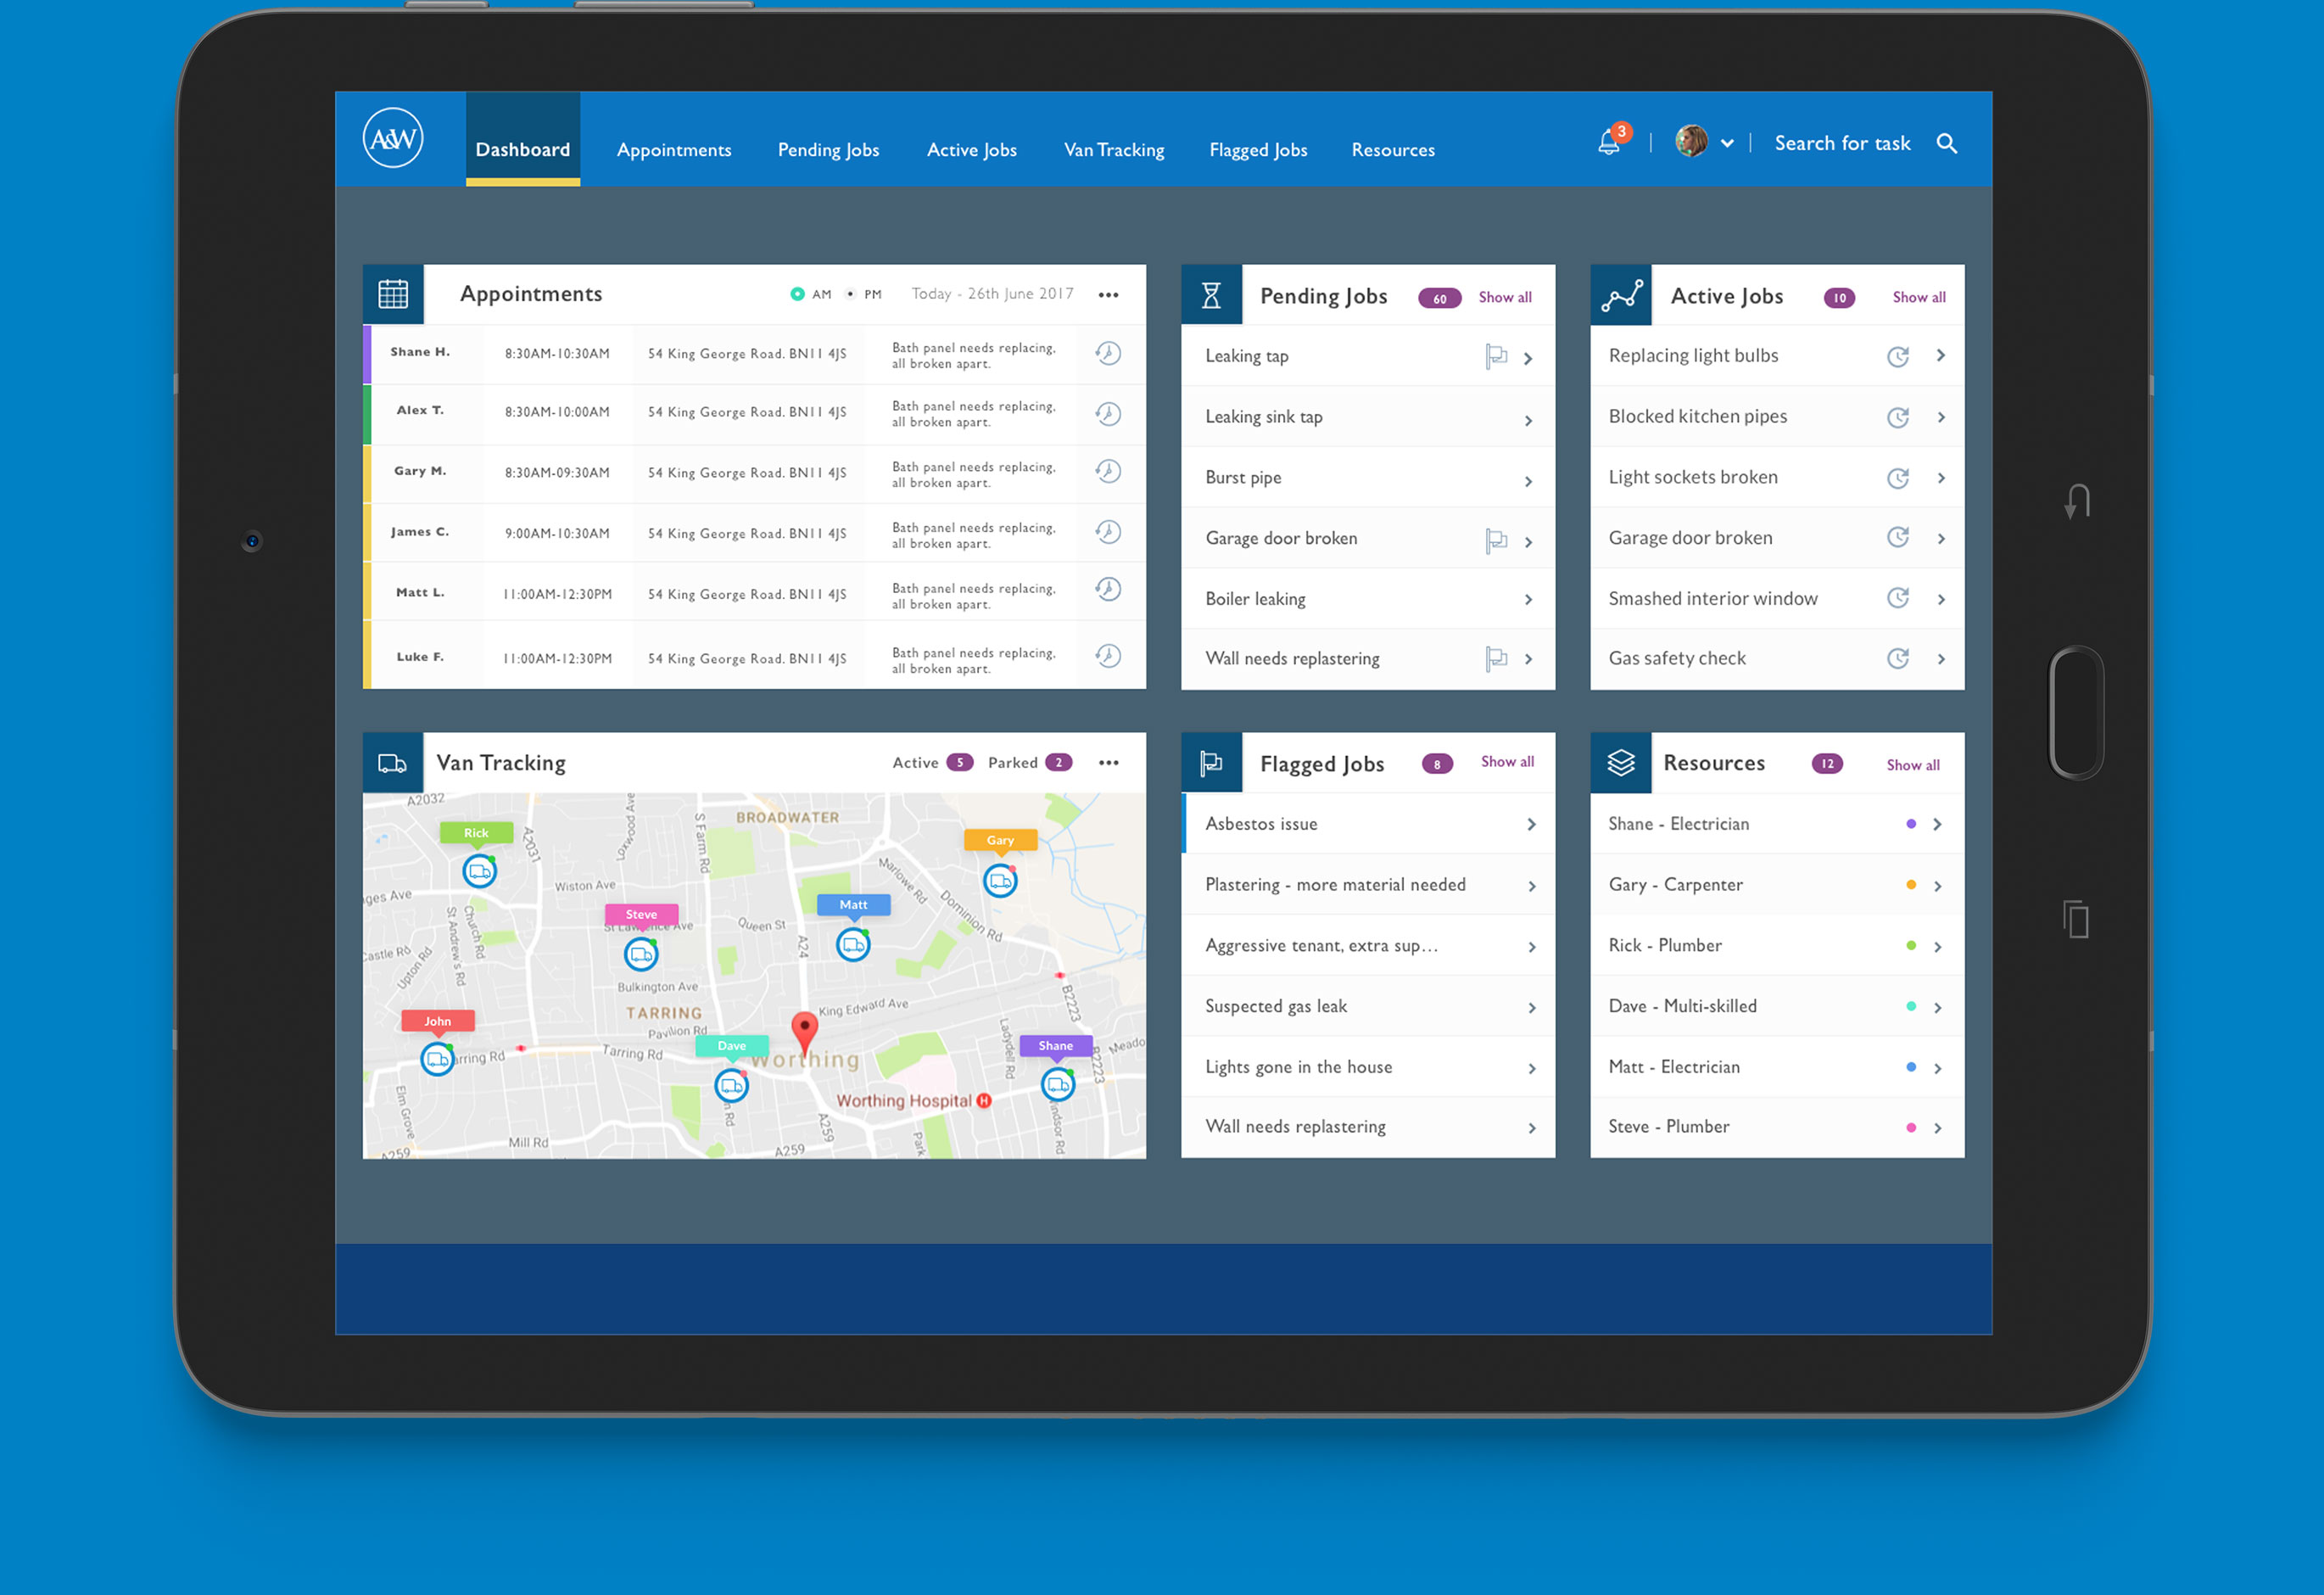 A&W
Dashboard
Appointments
Pending Jobs
Active Jobs
Van Tracking
Flagged Jobs
Resources
3
Search for task
Appointments
AM
PM
Today - 26th June 2017
Shane H.
8:30AM-10:30AM
54 King George Road. BN11 4JS
Bath panel needs replacing,
all broken apart.
Alex T.
8:30AM-10:00AM
54 King George Road. BN11 4JS
Bath panel needs replacing,
all broken apart.
Gary M.
8:30AM-09:30AM
54 King George Road. BN11 4JS
Bath panel needs replacing,
all broken apart.
James C.
9:00AM-10:30AM
54 King George Road. BN11 4JS
Bath panel needs replacing,
all broken apart.
Matt L.
11:00AM-12:30PM
54 King George Road. BN11 4JS
Bath panel needs replacing,
all broken apart.
Luke F.
11:00AM-12:30PM
54 King George Road. BN11 4JS
Bath panel needs replacing,
all broken apart.
Pending Jobs
60
Show all
Leaking tap
Leaking sink tap
Burst pipe
Garage door broken
Boiler leaking
Wall needs replastering
Active Jobs
10
Show all
Replacing light bulbs
Blocked kitchen pipes
Light sockets broken
Garage door broken
Smashed interior window
Gas safety check
Van Tracking
Active 5
Parked 2
A2032
Rick
A2031
Loxwood Ave
S Farm Rd
BROADWATER
Gary
Marlowe Rd
Dominion Rd
Wiston Ave
ges Ave
Church Rd
St Andrew's Rd
Steve
St Lawrence Ave
Queen St
Matt
A24
Castle Rd
Upton Rd
Bulkington Ave
TARRING
King Edward Ave
B2223
John
Pavilion Rd
Tarring Rd
arring Rd
Dave
Worthing
Ladydell Rd
Shane
B2223
Meado
Elm Grove
n Rd
Worthing Hospital H
indsor Rd
Mill Rd
A259
A259
A259
Park
Flagged Jobs
8
Show all
Asbestos issue
Plastering - more material needed
Aggressive tenant, extra sup...
Suspected gas leak
Lights gone in the house
Wall needs replastering
Resources
12
Show all
Shane - Electrician
Gary - Carpenter
Rick - Plumber
Dave - Multi-skilled
Matt - Electrician
Steve - Plumber